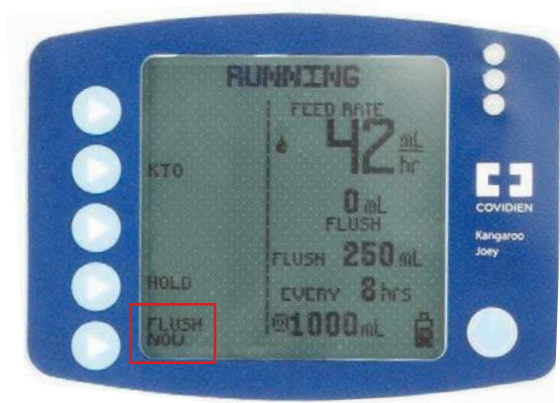 RUNNING
FEED RATE
42 mL
hr
KTO
0 mL
FLUSH
FLUSH 250 mL
HOLD
EVERY 8 hrs
FLUSH
NOW
1000 mL
COVIDIEN
Kangaroo
Joey